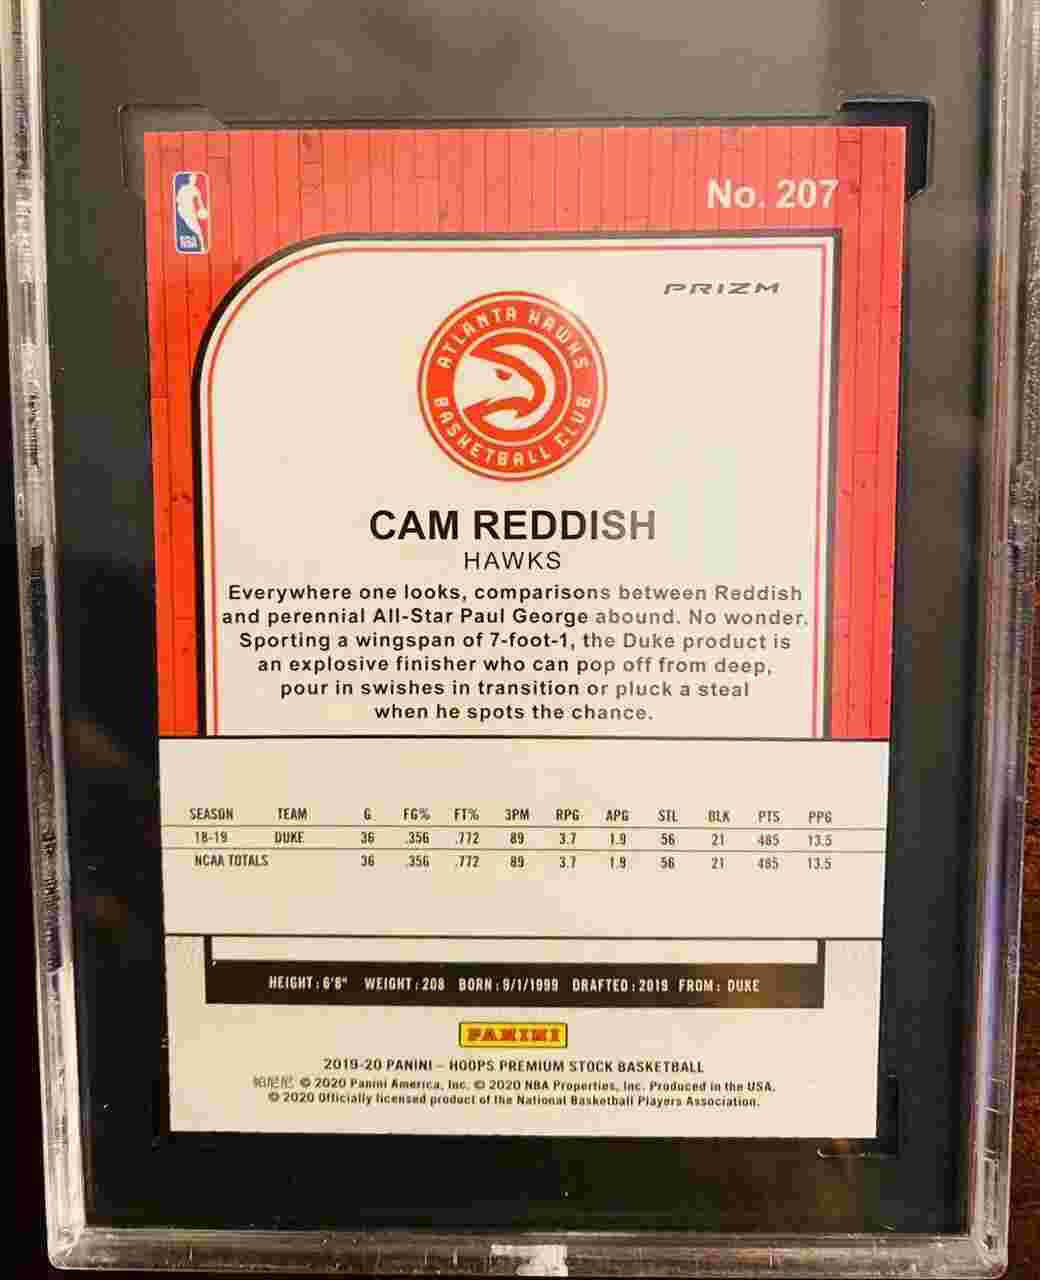 No. 207
PRIZM
ATLANTA HAWKS
BASKETBALL CLUB
CAM REDDISH
HAWKS
Everywhere one looks, comparisons between Reddish
and perennial All-Star Paul George abound. No wonder.
Sporting a wingspan of 7-foot-1, the Duke product is
an explosive finisher who can pop off from deep,
pour in swishes in transition or pluck a steal
when he spots the chance.
SEASON TEAM G FG% FT% 3PM RPG APG STL BLK PTS PPG
18-19 DUKE 36 .356 .772 89 3.7 1.9 56 21 485 13.5
NCAA TOTALS 36 .356 .772 89 3.7 1.9 56 21 485 13.5
HEIGHT: 6'8" WEIGHT: 208 BORN: 9/1/1999 DRAFTED: 2019 FROM: DUKE
PANINI
2019-20 PANINI – HOOPS PREMIUM STOCK BASKETBALL
帕尼尼 © 2020 Panini America, Inc. © 2020 NBA Properties, Inc. Produced in the USA.
© 2020 Officially licensed product of the National Basketball Players Association.